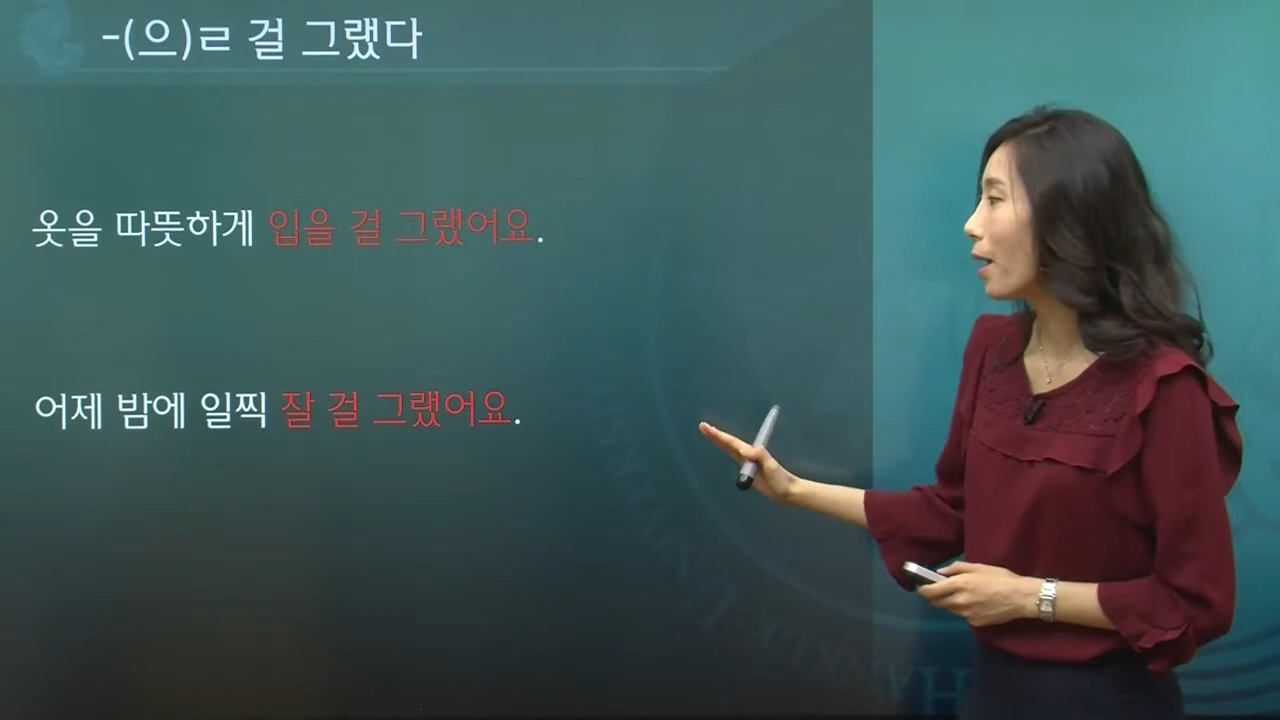 -(으)ㄹ 걸 그랬다
옷을 따뜻하게 입을 걸 그랬어요.
어제 밤에 일찍 잘 걸 그랬어요.